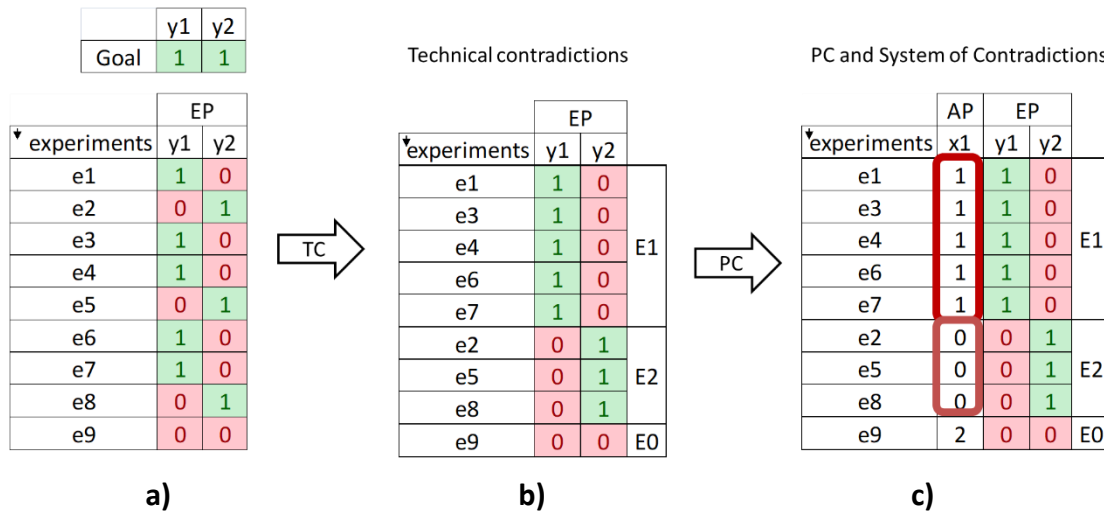 y1 y2
Goal 1 1
EP
experiments y1 y2
e1 1 0
e2 0 1
e3 1 0
e4 1 0
e5 0 1
e6 1 0
e7 1 0
e8 0 1
e9 0 0
a)
TC
Technical contradictions
EP
experiments y1 y2
e1 1 0
e3 1 0
e4 1 0 E1
e6 1 0
e7 1 0
e2 0 1
e5 0 1 E2
e8 0 1
e9 0 0 E0
b)
PC
PC and System of Contradictions
AP EP
experiments x1 y1 y2
e1 1 1 0
e3 1 1 0
e4 1 1 0 E1
e6 1 1 0
e7 1 1 0
e2 0 0 1
e5 0 0 1 E2
e8 0 0 1
e9 2 0 0 E0
c)